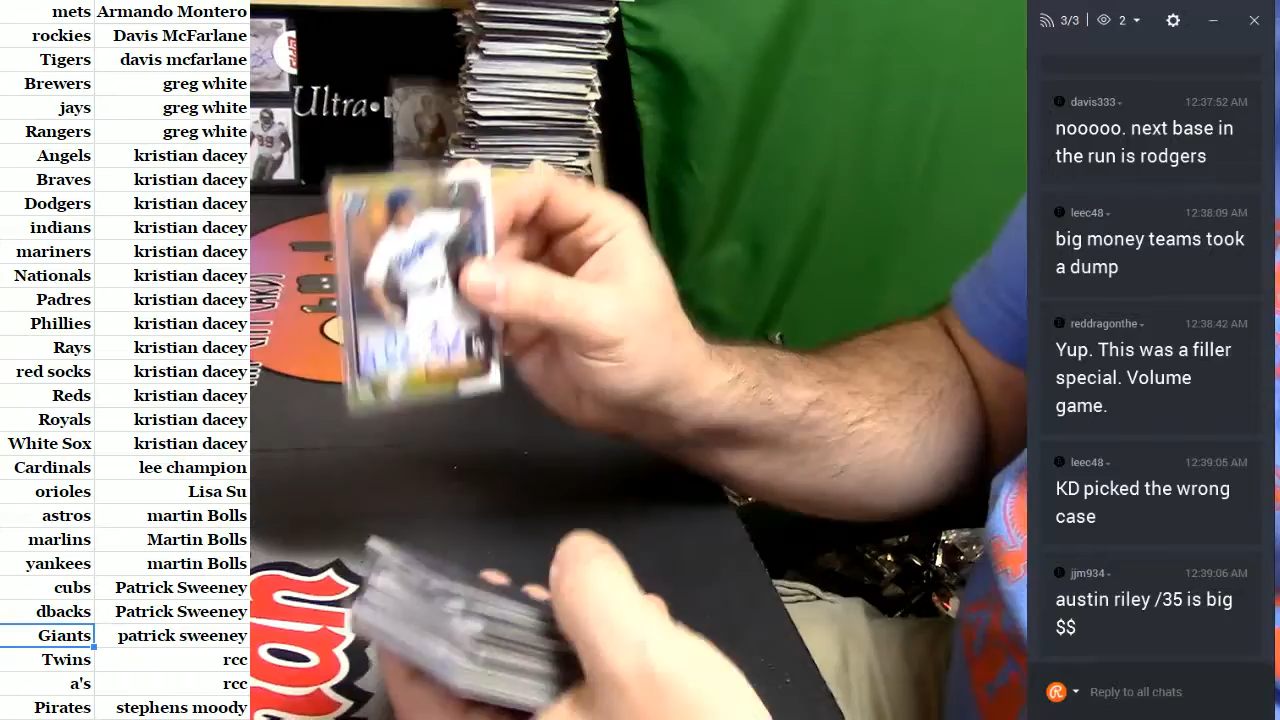 mets Armando Montero
rockies Davis McFarlane
Tigers davis mcfarlane
Brewers greg white
jays greg white
Rangers greg white
Angels kristian dacey
Braves kristian dacey
Dodgers kristian dacey
indians kristian dacey
mariners kristian dacey
Nationals kristian dacey
Padres kristian dacey
Phillies kristian dacey
Rays kristian dacey
red socks kristian dacey
Reds kristian dacey
Royals kristian dacey
White Sox kristian dacey
Cardinals lee champion
orioles Lisa Su
astros martin Bolls
marlins Martin Bolls
yankees martin Bolls
cubs Patrick Sweeney
dbacks Patrick Sweeney
Giants patrick sweeney
Twins rcc
a's rcc
Pirates stephens moody
Ultra
3/3 2
davis333 12:37:52 AM
nooooo. next base in
the run is rodgers
leec48 12:38:09 AM
big money teams took
a dump
reddragonthe 12:38:42 AM
Yup. This was a filler
special. Volume
game.
leec48 12:39:05 AM
KD picked the wrong
case
jjm934 12:39:06 AM
austin riley /35 is big
$$
Reply to all chats